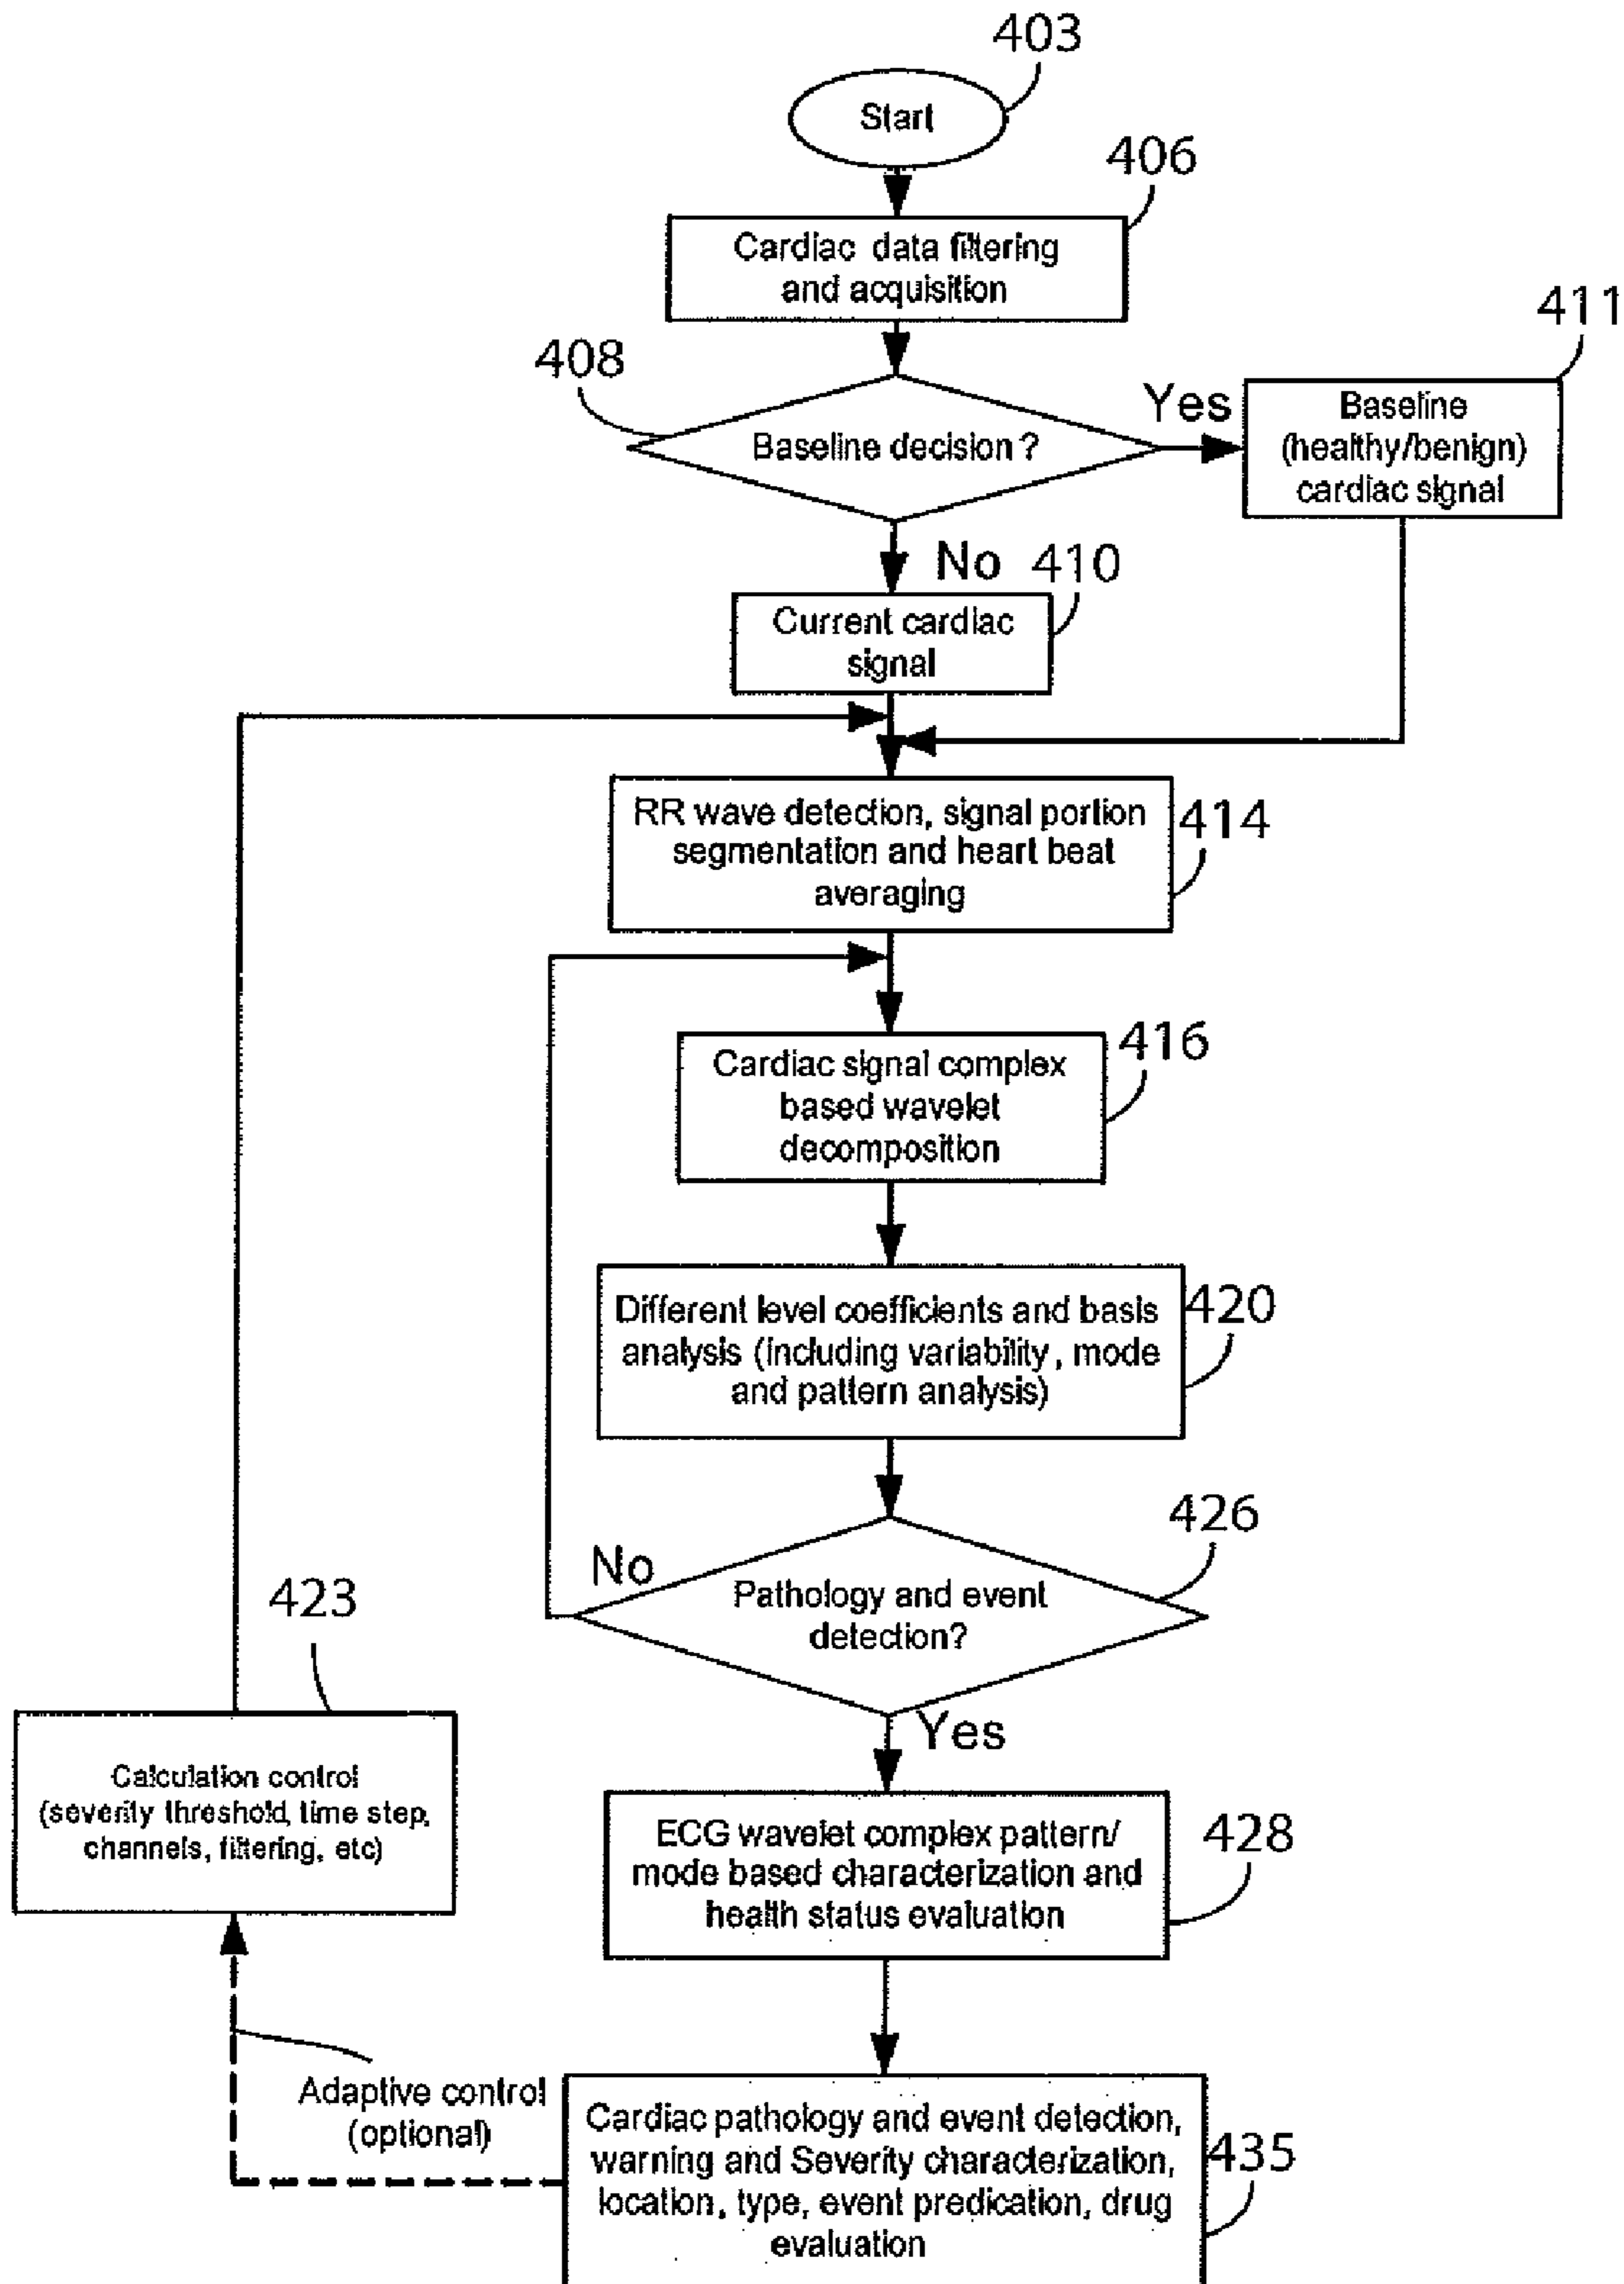 403
Start
406
Cardiac data filtering
and acquisition
411
408
Yes
Baseline
(healthy/benign)
cardiac signal
Baseline decision?
No
410
Current cardiac
signal
RR wave detection, signal portion
segmentation and heart beat
averaging
414
Cardiac signal complex
based wavelet
decomposition
416
Different level coefficients and basis
analysis (including variability, mode
and pattern analysis)
420
426
No
Pathology and event
detection?
423
Yes
Calculation control
(severity threshold, time step,
channels, filtering, etc)
ECG wavelet complex pattern/
mode based characterization and
health status evaluation
428
Adaptive control
(optional)
Cardiac pathology and event detection,
warning and Severity characterization,
location, type, event predication, drug
evaluation
435